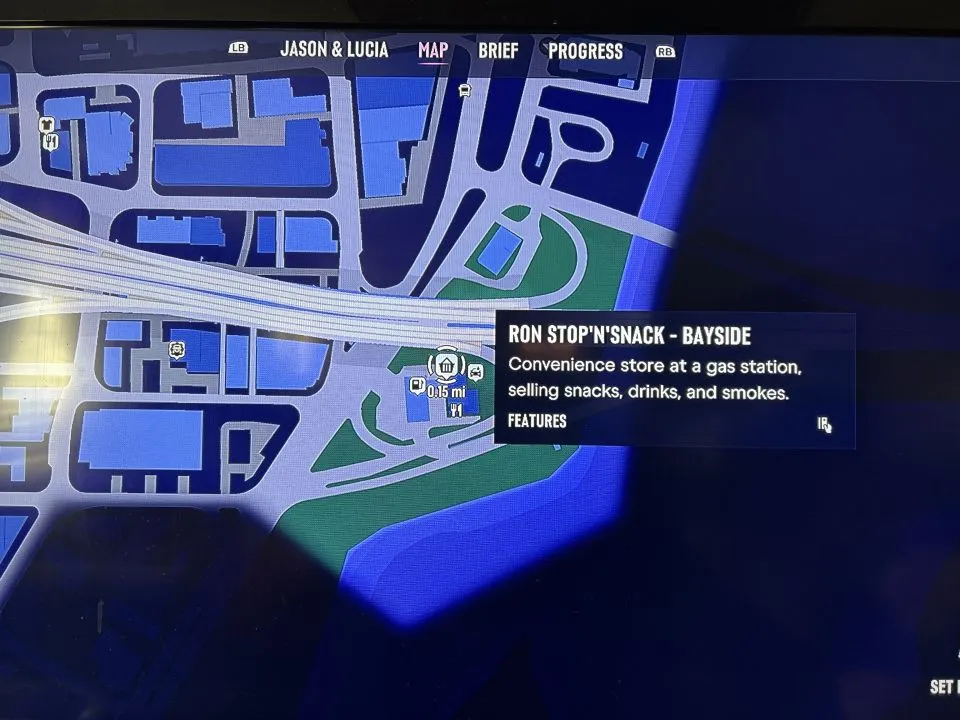 LB JASON & LUCIA MAP BRIEF PROGRESS RB
RON STOP'N'SNACK - BAYSIDE
Convenience store at a gas station,
selling snacks, drinks, and smokes.
FEATURES
0.15 mi
SET